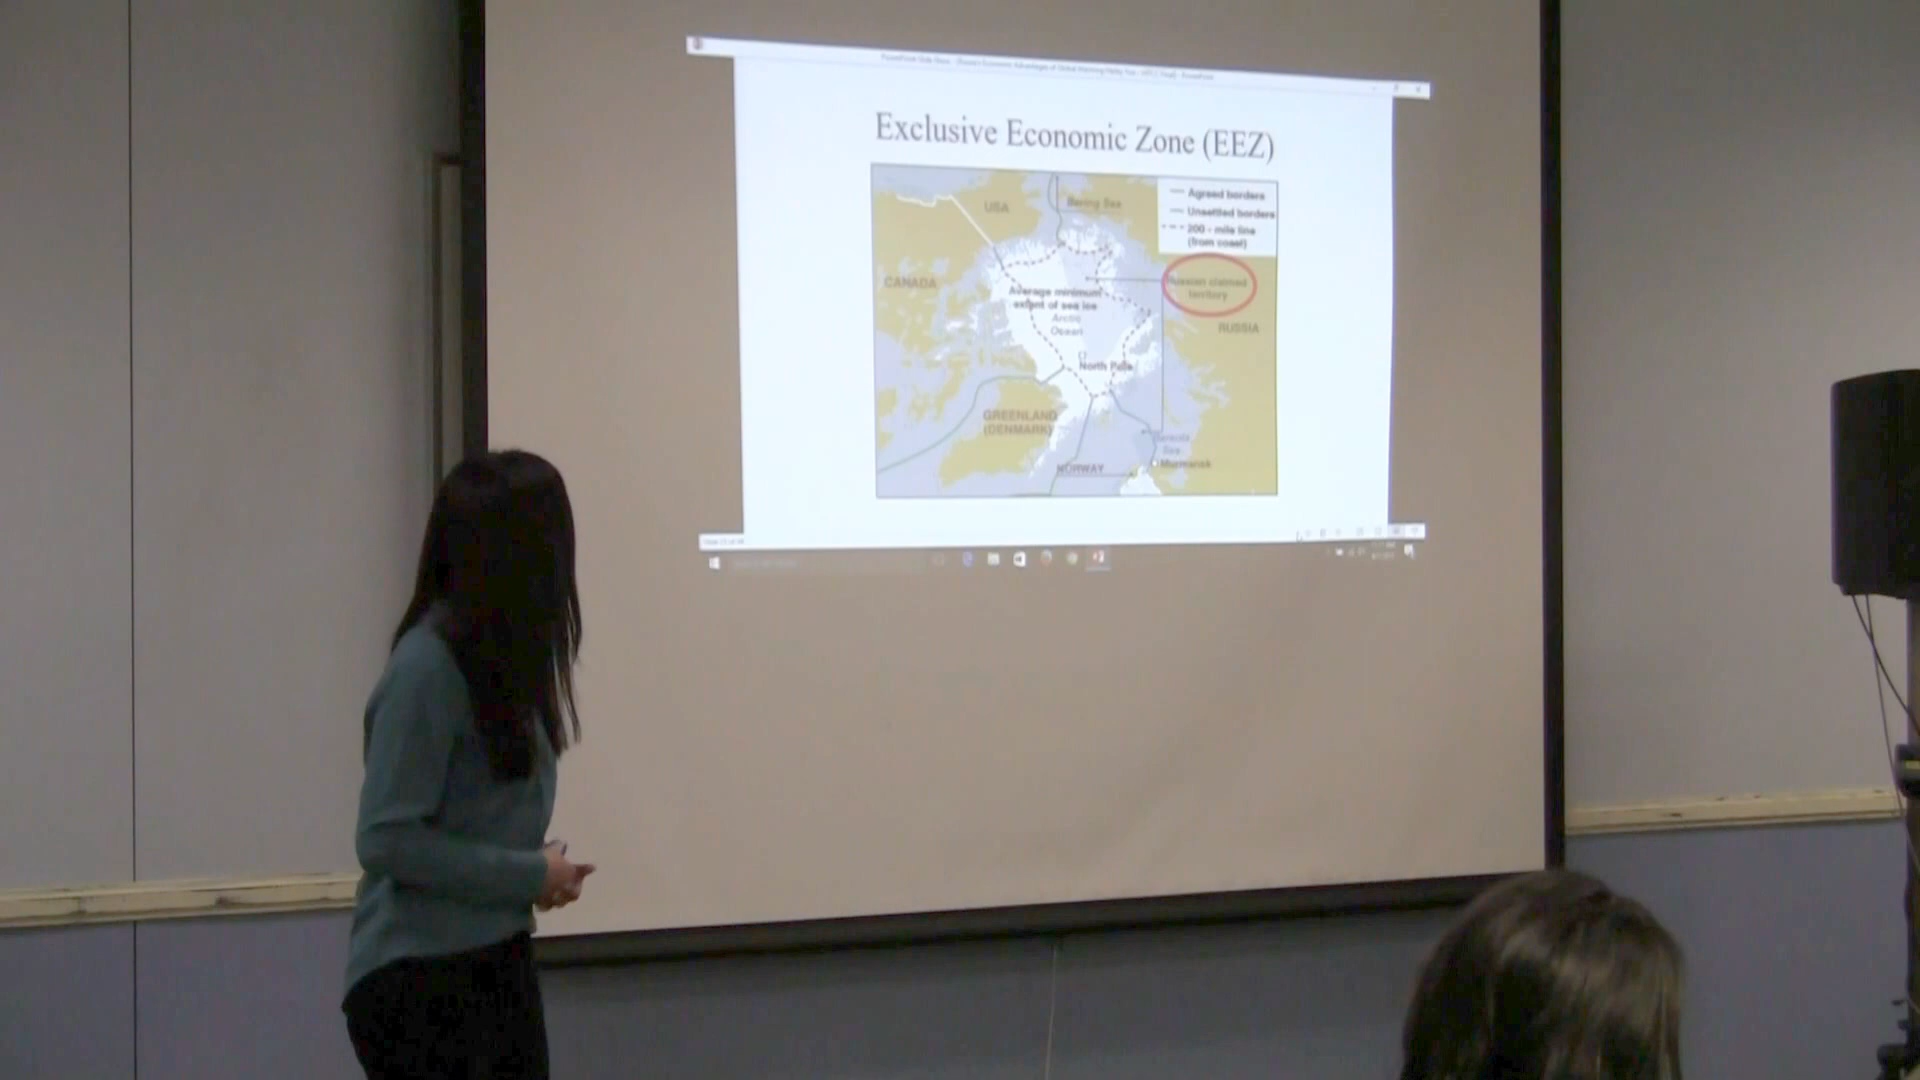 Exclusive Economic Zone (EEZ)
Agreed borders
Unsettled borders
200 - mile line
(from coast)
USA
Bering Sea
CANADA
Average minimum
extent of sea ice
Arctic
Ocean
Russian claimed
territory
RUSSIA
North Pole
GREENLAND
(DENMARK)
NORWAY
Barents
Sea
Murmansk